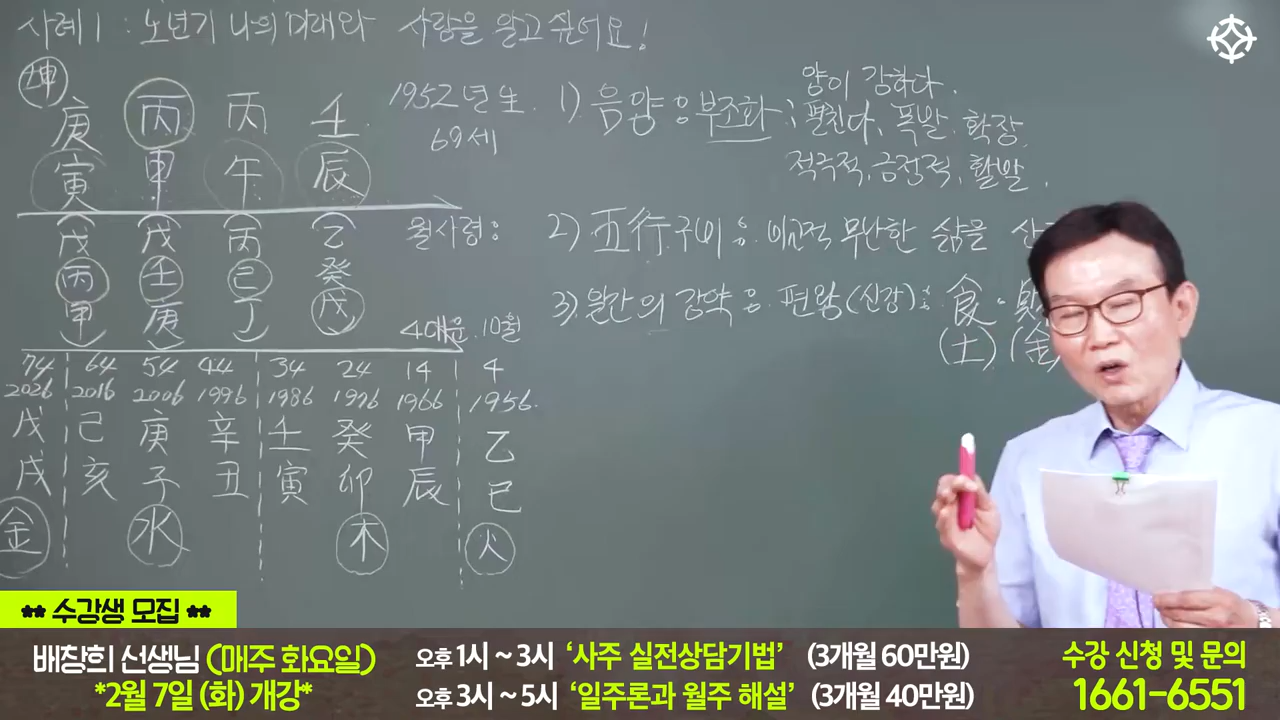 사례1 : 노년기 나의 미래와 사람을 알고 싶어요!
坤
庚 丙 丙 壬
寅 申 午 辰
1952년생.
69세
戊 戊 丙 乙
丙 壬 己 癸
甲 庚 丁 戊
월사령:
4대운. 10월
74 64 54 44 34 24 14 4
2026 2016 2006 1996 1986 1976 1966 1956.
戊 己 庚 辛 壬 癸 甲 乙
戌 亥 子 丑 寅 卯 辰 巳
金 水 木 火
1) 음양 : 부조화 ;
양이 강하다.
펼친다, 폭발, 확장,
적극적, 긍정적, 활발.
2) 五行구비 : 비교적 무난한 삶을
3) 일간의 강약 : 편왕(신강) : 食·
(土) (金)
** 수강생 모집 **
배창희 선생님 (매주 화요일)
*2월 7일 (화) 개강*
오후 1시 ~ 3시 ‘사주 실전상담기법’ (3개월 60만원)
오후 3시 ~ 5시 ‘일주론과 월주 해설’ (3개월 40만원)
수강 신청 및 문의
1661-6551